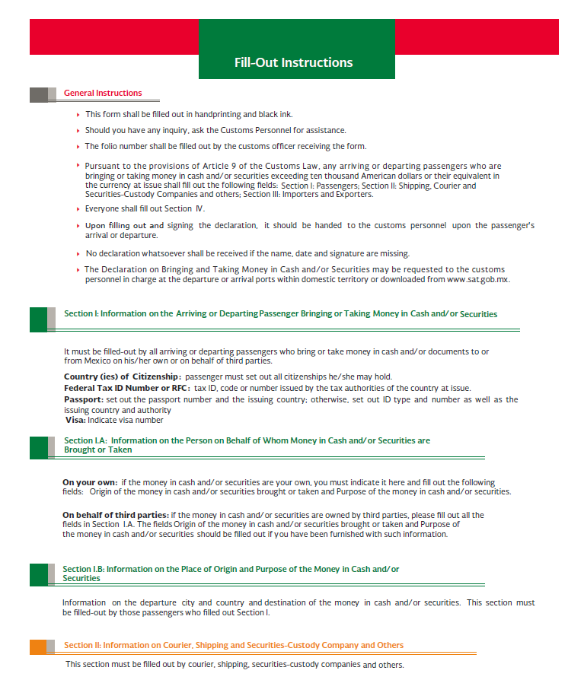 Fill-Out Instructions
General Instructions
This form shall be filled out in handprinting and black ink.
Should you have any inquiry, ask the Customs Personnel for assistance.
The folio number shall be filled out by the customs officer receiving the form.
Pursuant to the provisions of Article 9 of the Customs Law, any arriving or departing passengers who are
bringing or taking money in cash and/or securities exceeding ten thousand American dollars or their equivalent in
the currency at issue shall fill out the following fields: Section I: Passengers; Section II: Shipping, Courier and
Securities-Custody Companies and others; Section III: Importers and Exporters.
Everyone shall fill out Section IV.
Upon filling out and signing the declaration, it should be handed to the customs personnel upon the passenger's
arrival or departure.
No declaration whatsoever shall be received if the name, date and signature are missing.
The Declaration on Bringing and Taking Money in Cash and/or Securities may be requested to the customs
personnel in charge at the departure or arrival ports within domestic territory or downloaded from www.sat.gob.mx.
Section I: Information on the Arriving or Departing Passenger Bringing or Taking Money in Cash and/or Securities
It must be filled-out by all arriving or departing passengers who bring or take money in cash and/or documents to or
from Mexico on his/her own or on behalf of third parties.
Country (ies) of Citizenship: passenger must set out all citizenships he/she may hold.
Federal Tax ID Number or RFC: tax ID, code or number issued by the tax authorities of the country at issue.
Passport: set out the passport number and the issuing country; otherwise, set out ID type and number as well as the
issuing country and authority
Visa: Indicate visa number
Section I.A: Information on the Person on Behalf of Whom Money in Cash and/or Securities are
Brought or Taken
On your own: if the money in cash and/or securities are your own, you must indicate it here and fill out the following
fields: Origin of the money in cash and/or securities brought or taken and Purpose of the money in cash and/or securities.
On behalf of third parties: if the money in cash and/or securities are owned by third parties, please fill out all the
fields in Section I.A. The fields Origin of the money in cash and/or securities brought or taken and Purpose of
the money in cash and/or securities should be filled out if you have been furnished with such information.
Section I.B: Information on the Place of Origin and Purpose of the Money in Cash and/or
Securities
Information on the departure city and country and destination of the money in cash and/or securities. This section must
be filled-out by those passengers who filled out Section I.
Section II: Information on Courier, Shipping and Securities-Custody Company and Others
This section must be filled out by courier, shipping, securities-custody companies and others.